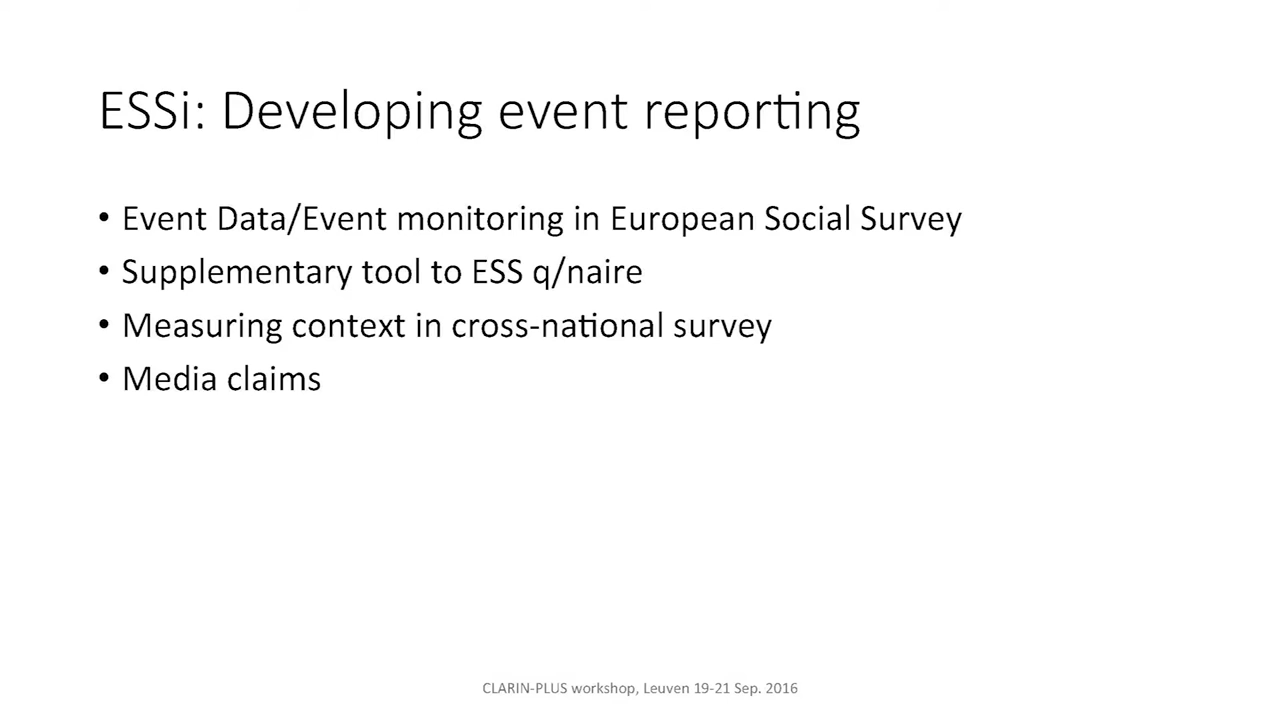 ESSi: Developing event reporting
• Event Data/Event monitoring in European Social Survey
• Supplementary tool to ESS q/naire
• Measuring context in cross-national survey
• Media claims
CLARIN-PLUS workshop, Leuven 19-21 Sep. 2016